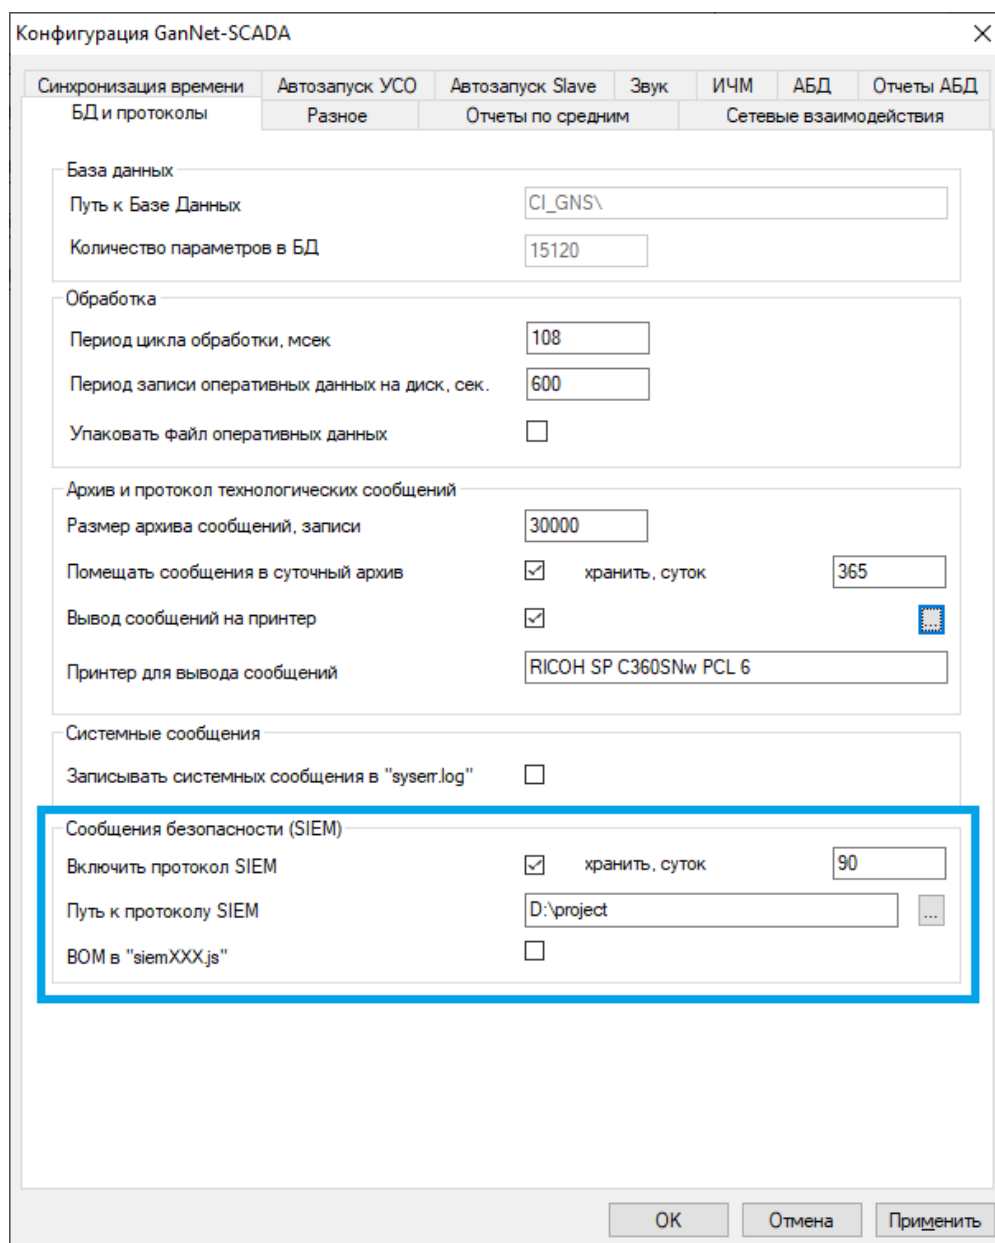 Конфигурация GanNet-SCADA
Синхронизация времени Автозапуск УСО Автозапуск Slave Звук ИЧМ АБД Отчеты АБД
БД и протоколы Разное Отчеты по средним Сетевые взаимодействия
База данных
Путь к Базе Данных CI_GNS\
Количество параметров в БД 15120
Обработка
Период цикла обработки, мсек 108
Период записи оперативных данных на диск, сек. 600
Упаковать файл оперативных данных
Архив и протокол технологических сообщений
Размер архива сообщений, записи 30000
Помещать сообщения в суточный архив хранить, суток 365
Вывод сообщений на принтер ...
Принтер для вывода сообщений RICOH SP C360SNw PCL 6
Системные сообщения
Записывать системных сообщения в "syserr.log"
Сообщения безопасности (SIEM)
Включить протокол SIEM хранить, суток 90
Путь к протоколу SIEM D:\project ...
BOM в "siemXXX.js"
OK Отмена Применить